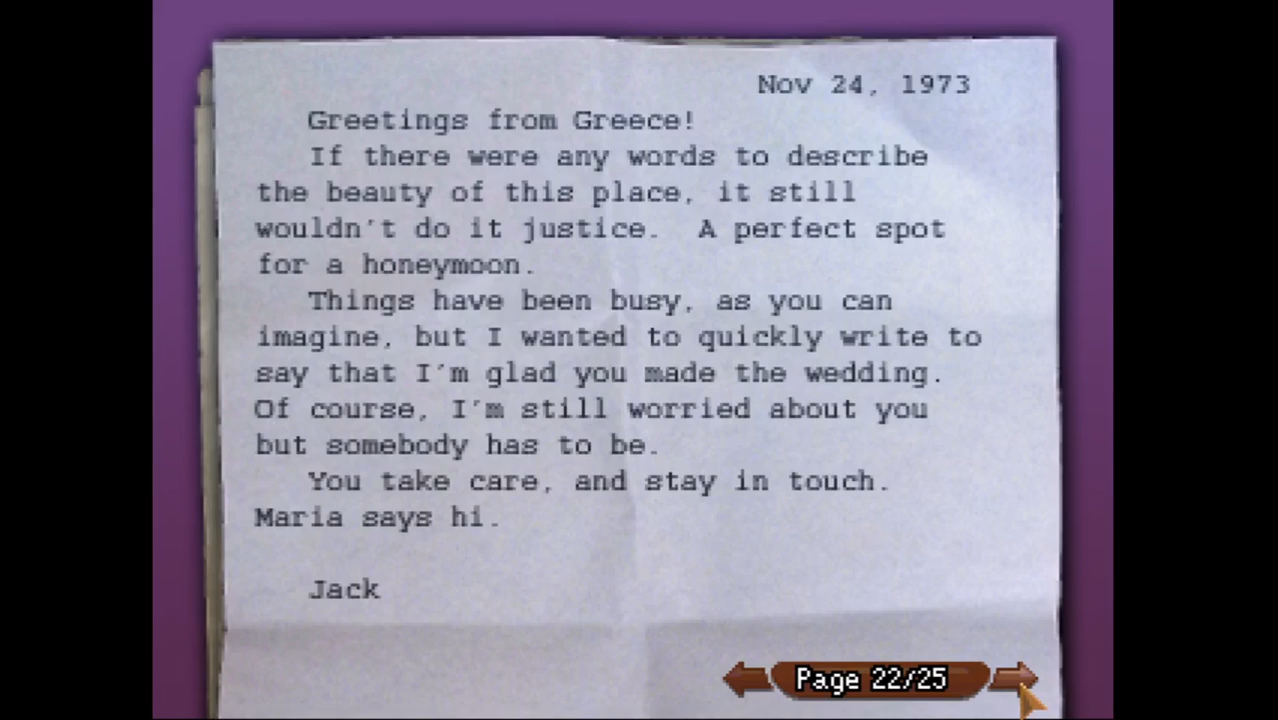 Nov 24, 1973
Greetings from Greece!
If there were any words to describe
the beauty of this place, it still
wouldn't do it justice. A perfect spot
for a honeymoon.
Things have been busy, as you can
imagine, but I wanted to quickly write to
say that I'm glad you made the wedding.
Of course, I'm still worried about you
but somebody has to be.
You take care, and stay in touch.
Maria says hi.
Jack
Page 22/25